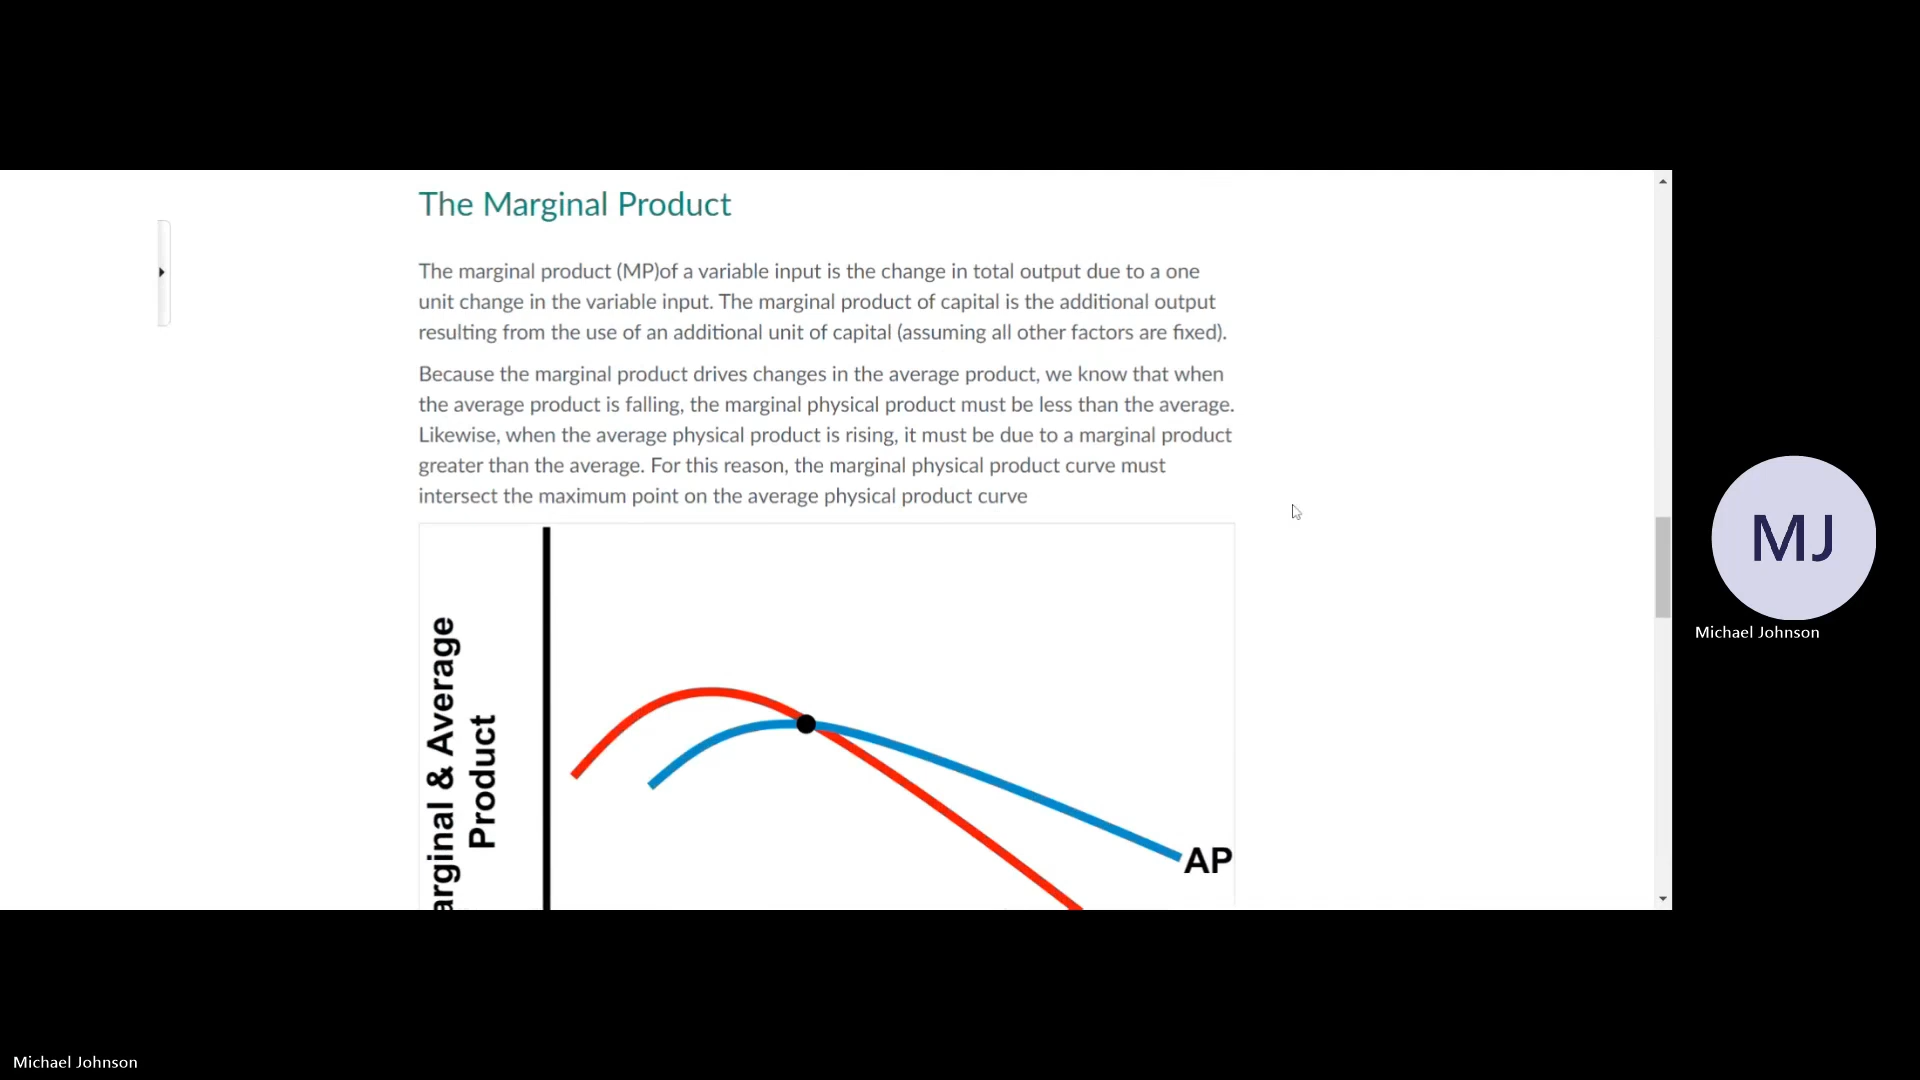 The Marginal Product
The marginal product (MP)of a variable input is the change in total output due to a one
unit change in the variable input. The marginal product of capital is the additional output
resulting from the use of an additional unit of capital (assuming all other factors are fixed).
Because the marginal product drives changes in the average product, we know that when
the average product is falling, the marginal physical product must be less than the average.
Likewise, when the average physical product is rising, it must be due to a marginal product
greater than the average. For this reason, the marginal physical product curve must
intersect the maximum point on the average physical product curve
arginal & Average
Product
AP
MJ
Michael Johnson
Michael Johnson